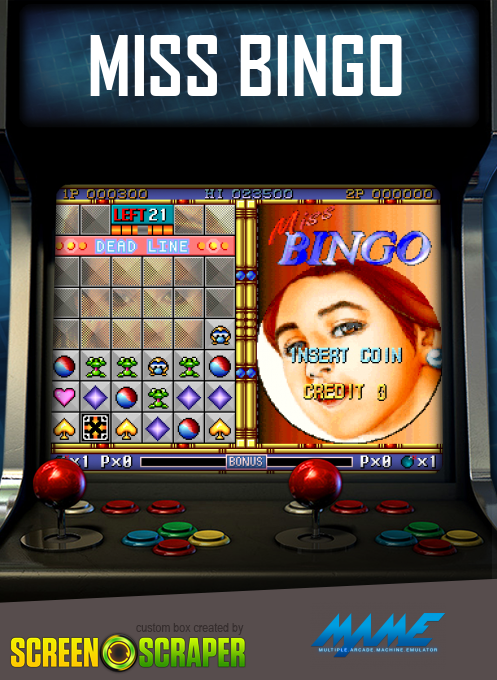 MISS BINGO
1P 000300 HI 023500 2P 000000
LEFT 21
DEAD LINE
Miss
BINGO
INSERT COIN
CREDIT 0
x1 Px0 BONUS Px0 x1
custom box created by
SCREEN SCRAPER
MAME
MULTIPLE ARCADE MACHINE EMULATOR